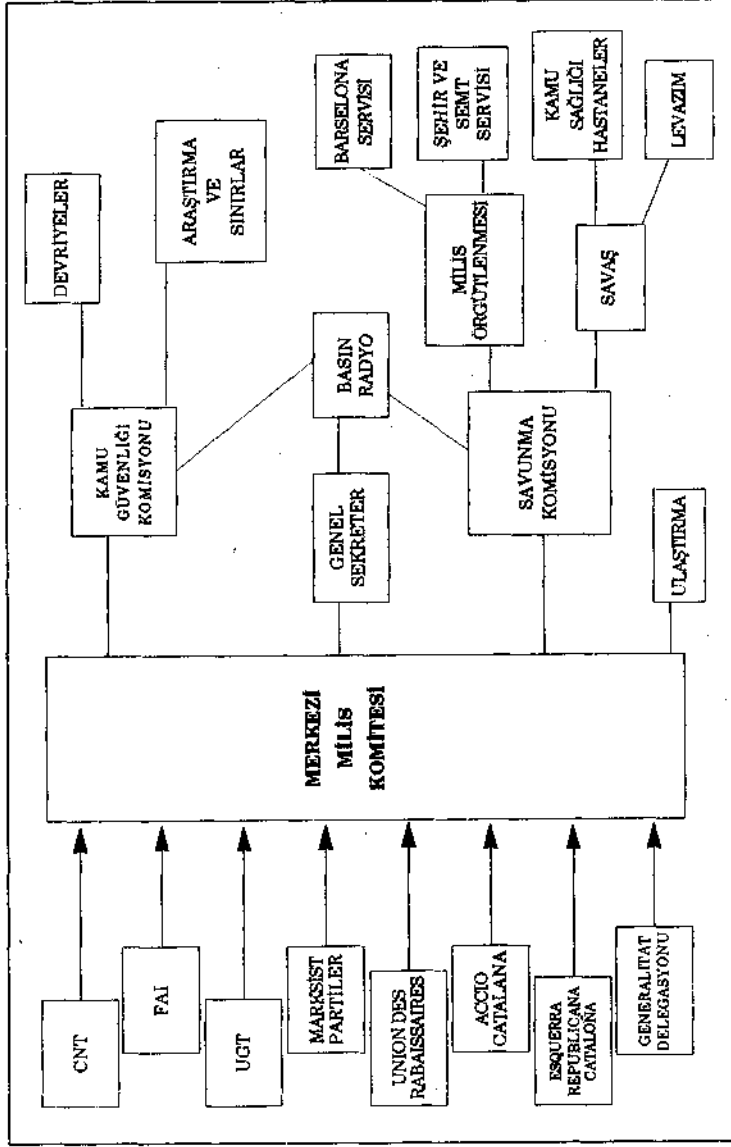 CNT
FAI
UGT
MARKSİST
PARTİLER
UNION DES
RABAISSAIRES
ACCIO
CATALANA
ESQUERRA
REPUBLICANA
CATALONA
GENERALITAT
DELEGASYONU
MERKEZİ
MİLİS
KOMİTESİ
KAMU
GÜVENLİĞİ
KOMİSYONU
GENEL
SEKRETER
SAVUNMA
KOMİSYONU
ULAŞTIRMA
DEVRİYELER
ARAŞTIRMA
VE
SINIRLAR
BASIN
RADYO
MİLİS
ÖRGÜTLENMESİ
SAVAŞ
BARSELONA
SERVİSİ
ŞEHİR VE
SEMT
SERVİSİ
KAMU
SAĞLIĞI
HASTANELER
LEVAZIM